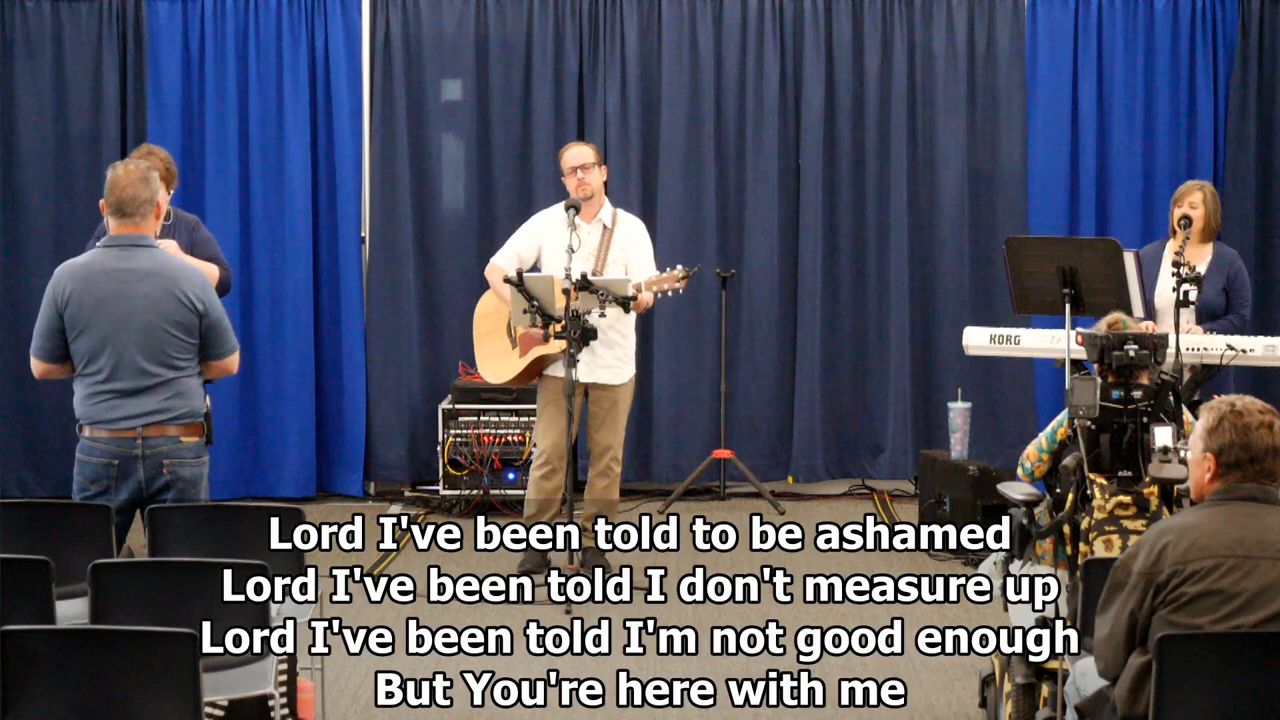 KORG
Lord I've been told to be ashamed
Lord I've been told I don't measure up
Lord I've been told I'm not good enough
But You're here with me